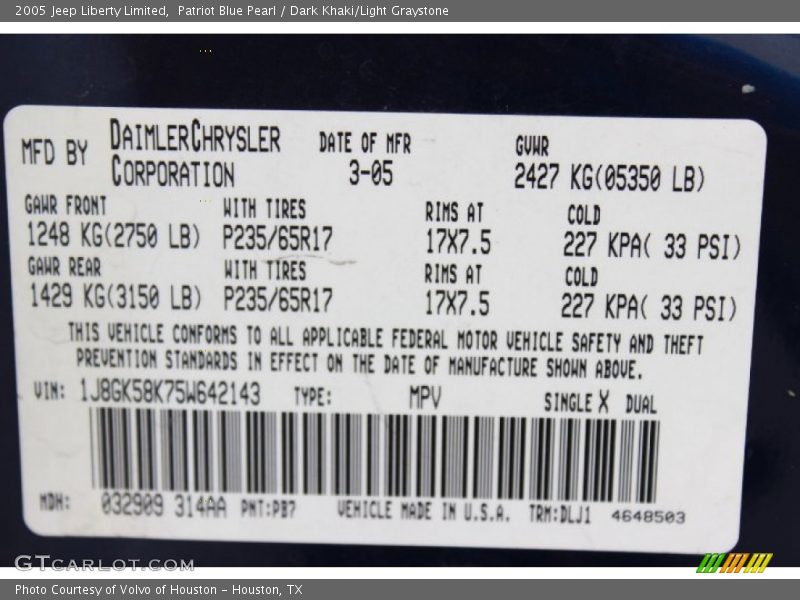 2005 Jeep Liberty Limited,  Patriot Blue Pearl / Dark Khaki/Light Graystone
MFD BY DAIMLERCHRYSLER CORPORATION DATE OF MFR 3-05 GVWR 2427 KG(05350 LB)
GAWR FRONT WITH TIRES RIMS AT COLD
1248 KG(2750 LB) P235/65R17 17X7.5 227 KPA( 33 PSI)
GAWR REAR WITH TIRES RIMS AT COLD
1429 KG(3150 LB) P235/65R17 17X7.5 227 KPA( 33 PSI)
THIS VEHICLE CONFORMS TO ALL APPLICABLE FEDERAL MOTOR VEHICLE SAFETY AND THEFT
PREVENTION STANDARDS IN EFFECT ON THE DATE OF MANUFACTURE SHOWN ABOVE.
VIN: 1J8GK58K75W642143 TYPE: MPV SINGLE X DUAL
MDH: 032909 314AA PNT:PB7 VEHICLE MADE IN U.S.A. TRM:DLJ1 4648503
GTCARLOT.COM
Photo Courtesy of Volvo of Houston - Houston, TX